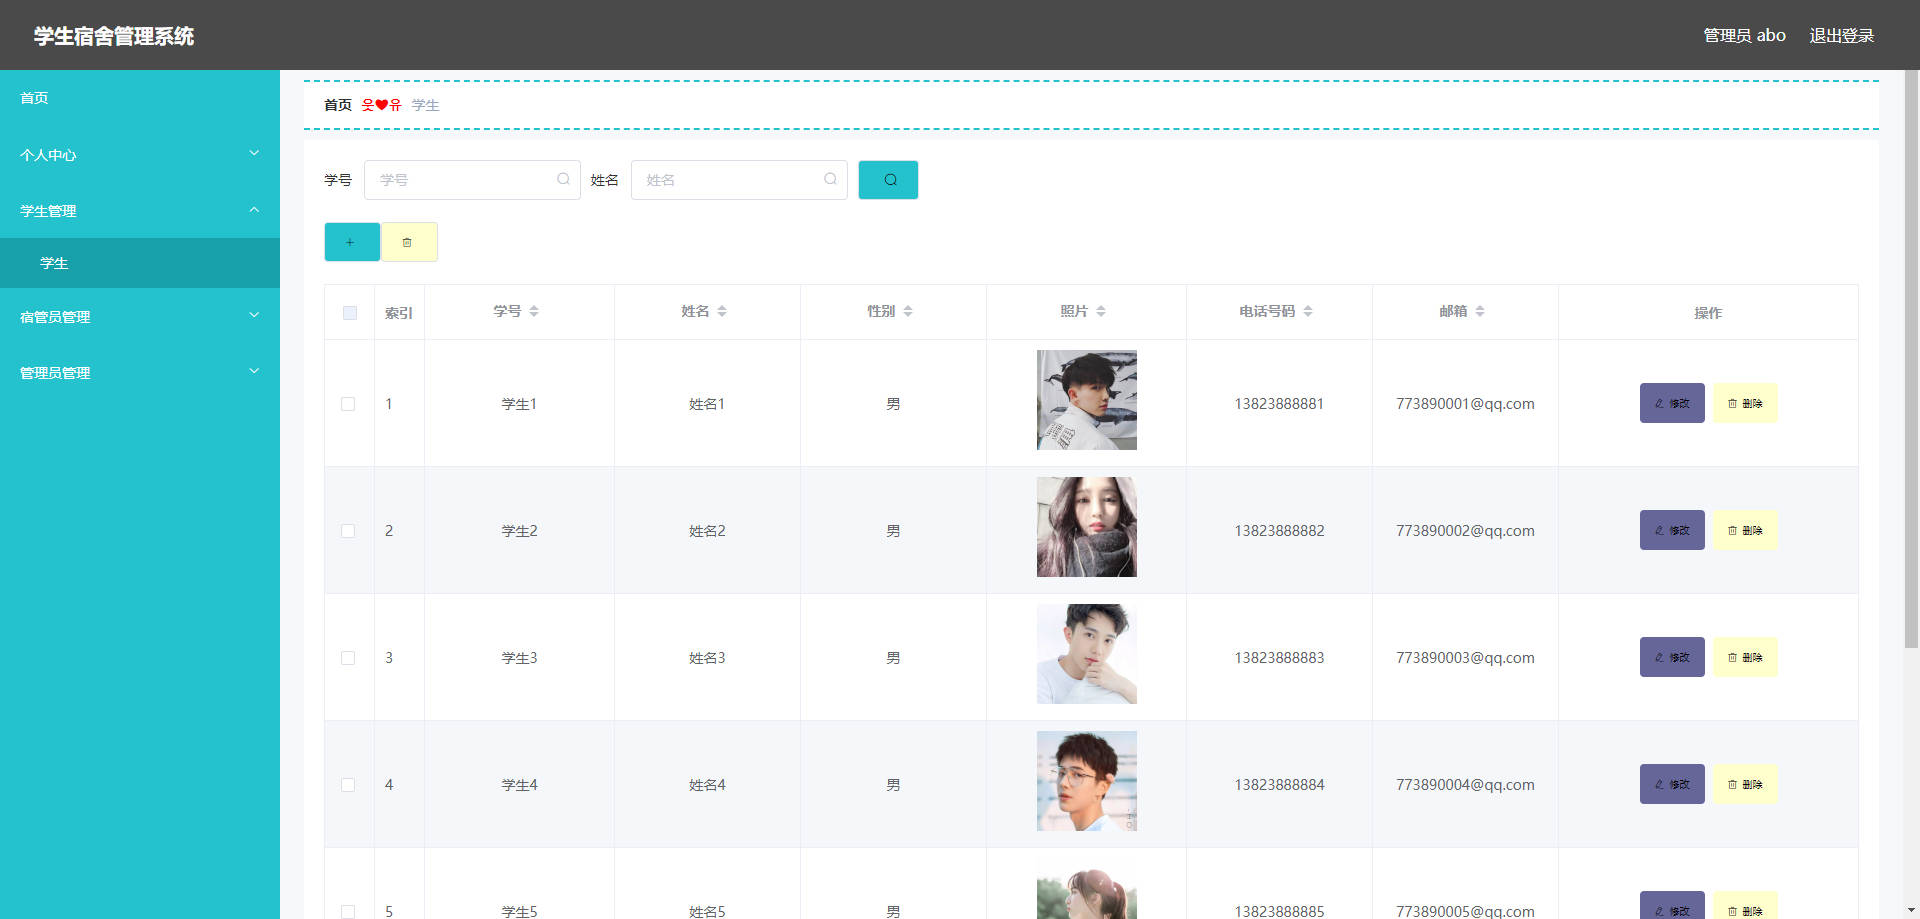 学生宿舍管理系统
管理员 abo 退出登录
首页
个人中心
学生管理
学生
宿管员管理
管理员管理
首页 웃❤유 学生
学号 学号 姓名 姓名
索引 学号 姓名 性别 照片 电话号码 邮箱 操作
1 学生1 姓名1 男 13823888881 773890001@qq.com 修改 删除
2 学生2 姓名2 男 13823888882 773890002@qq.com 修改 删除
3 学生3 姓名3 男 13823888883 773890003@qq.com 修改 删除
4 学生4 姓名4 男 13823888884 773890004@qq.com 修改 删除
5 学生5 姓名5 男 13823888885 773890005@qq.com 修改 删除